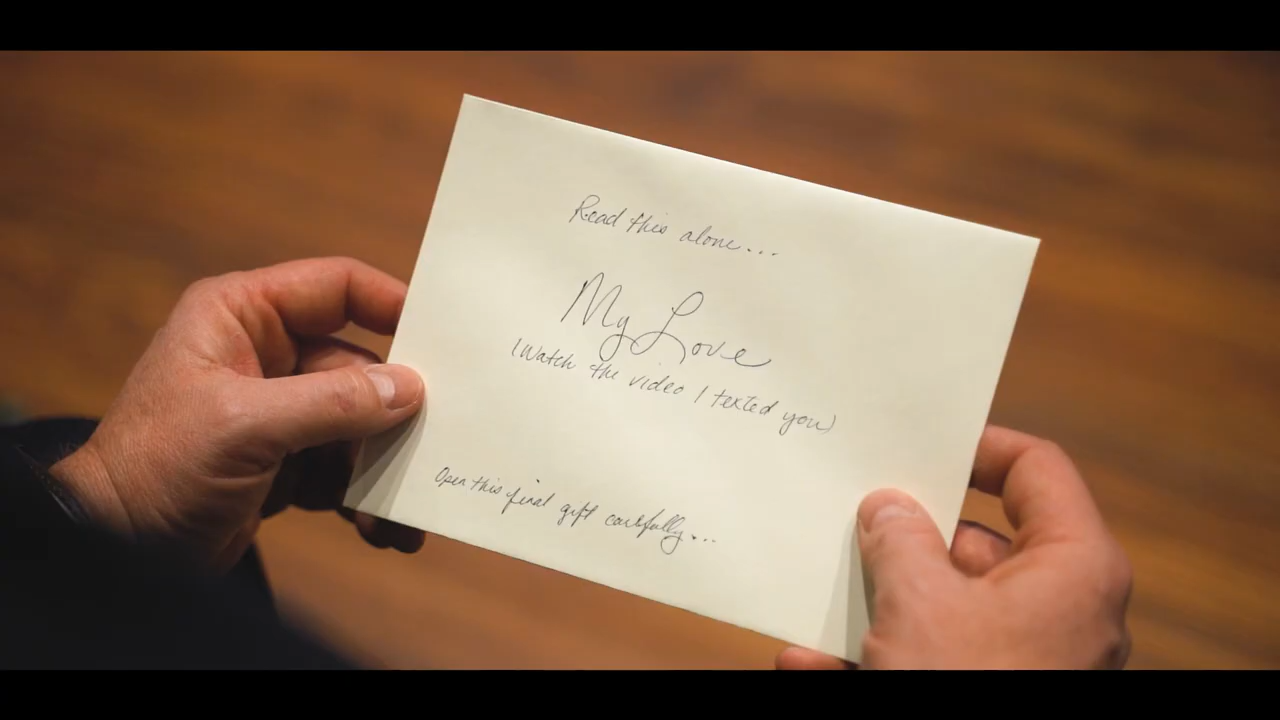 Read this alone...
My Love
(Watch the video I texted you)
Open this final gift carefully...